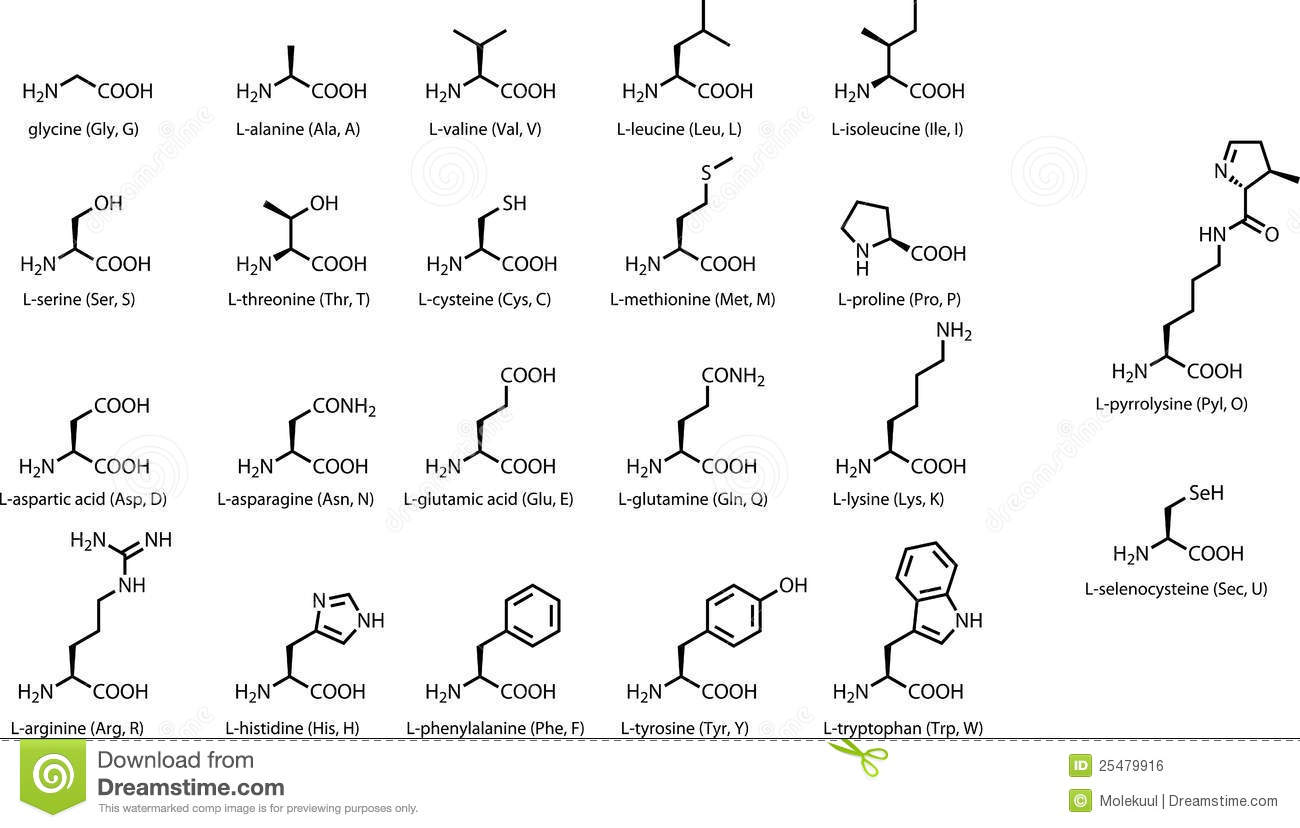 H₂N COOH
glycine (Gly, G)
H₂N COOH
L-alanine (Ala, A)
H₂N COOH
L-valine (Val, V)
H₂N COOH
L-leucine (Leu, L)
H₂N COOH
L-isoleucine (Ile, I)
OH
H₂N COOH
L-serine (Ser, S)
OH
H₂N COOH
L-threonine (Thr, T)
SH
H₂N COOH
L-cysteine (Cys, C)
S
H₂N COOH
L-methionine (Met, M)
N
H
COOH
L-proline (Pro, P)
COOH
H₂N COOH
L-aspartic acid (Asp, D)
CONH₂
H₂N COOH
L-asparagine (Asn, N)
COOH
H₂N COOH
L-glutamic acid (Glu, E)
CONH₂
H₂N COOH
L-glutamine (Gln, Q)
NH₂
H₂N COOH
L-lysine (Lys, K)
H₂N NH
NH
H₂N COOH
L-arginine (Arg, R)
N
NH
H₂N COOH
L-histidine (His, H)
H₂N COOH
L-phenylalanine (Phe, F)
OH
H₂N COOH
L-tyrosine (Tyr, Y)
NH
H₂N COOH
L-tryptophan (Trp, W)
N
HN O
H₂N COOH
L-pyrrolysine (Pyl, O)
SeH
H₂N COOH
L-selenocysteine (Sec, U)
Download from
Dreamstime.com
This watermarked comp image is for previewing purposes only.
ID 25479916
© Molekuul | Dreamstime.com